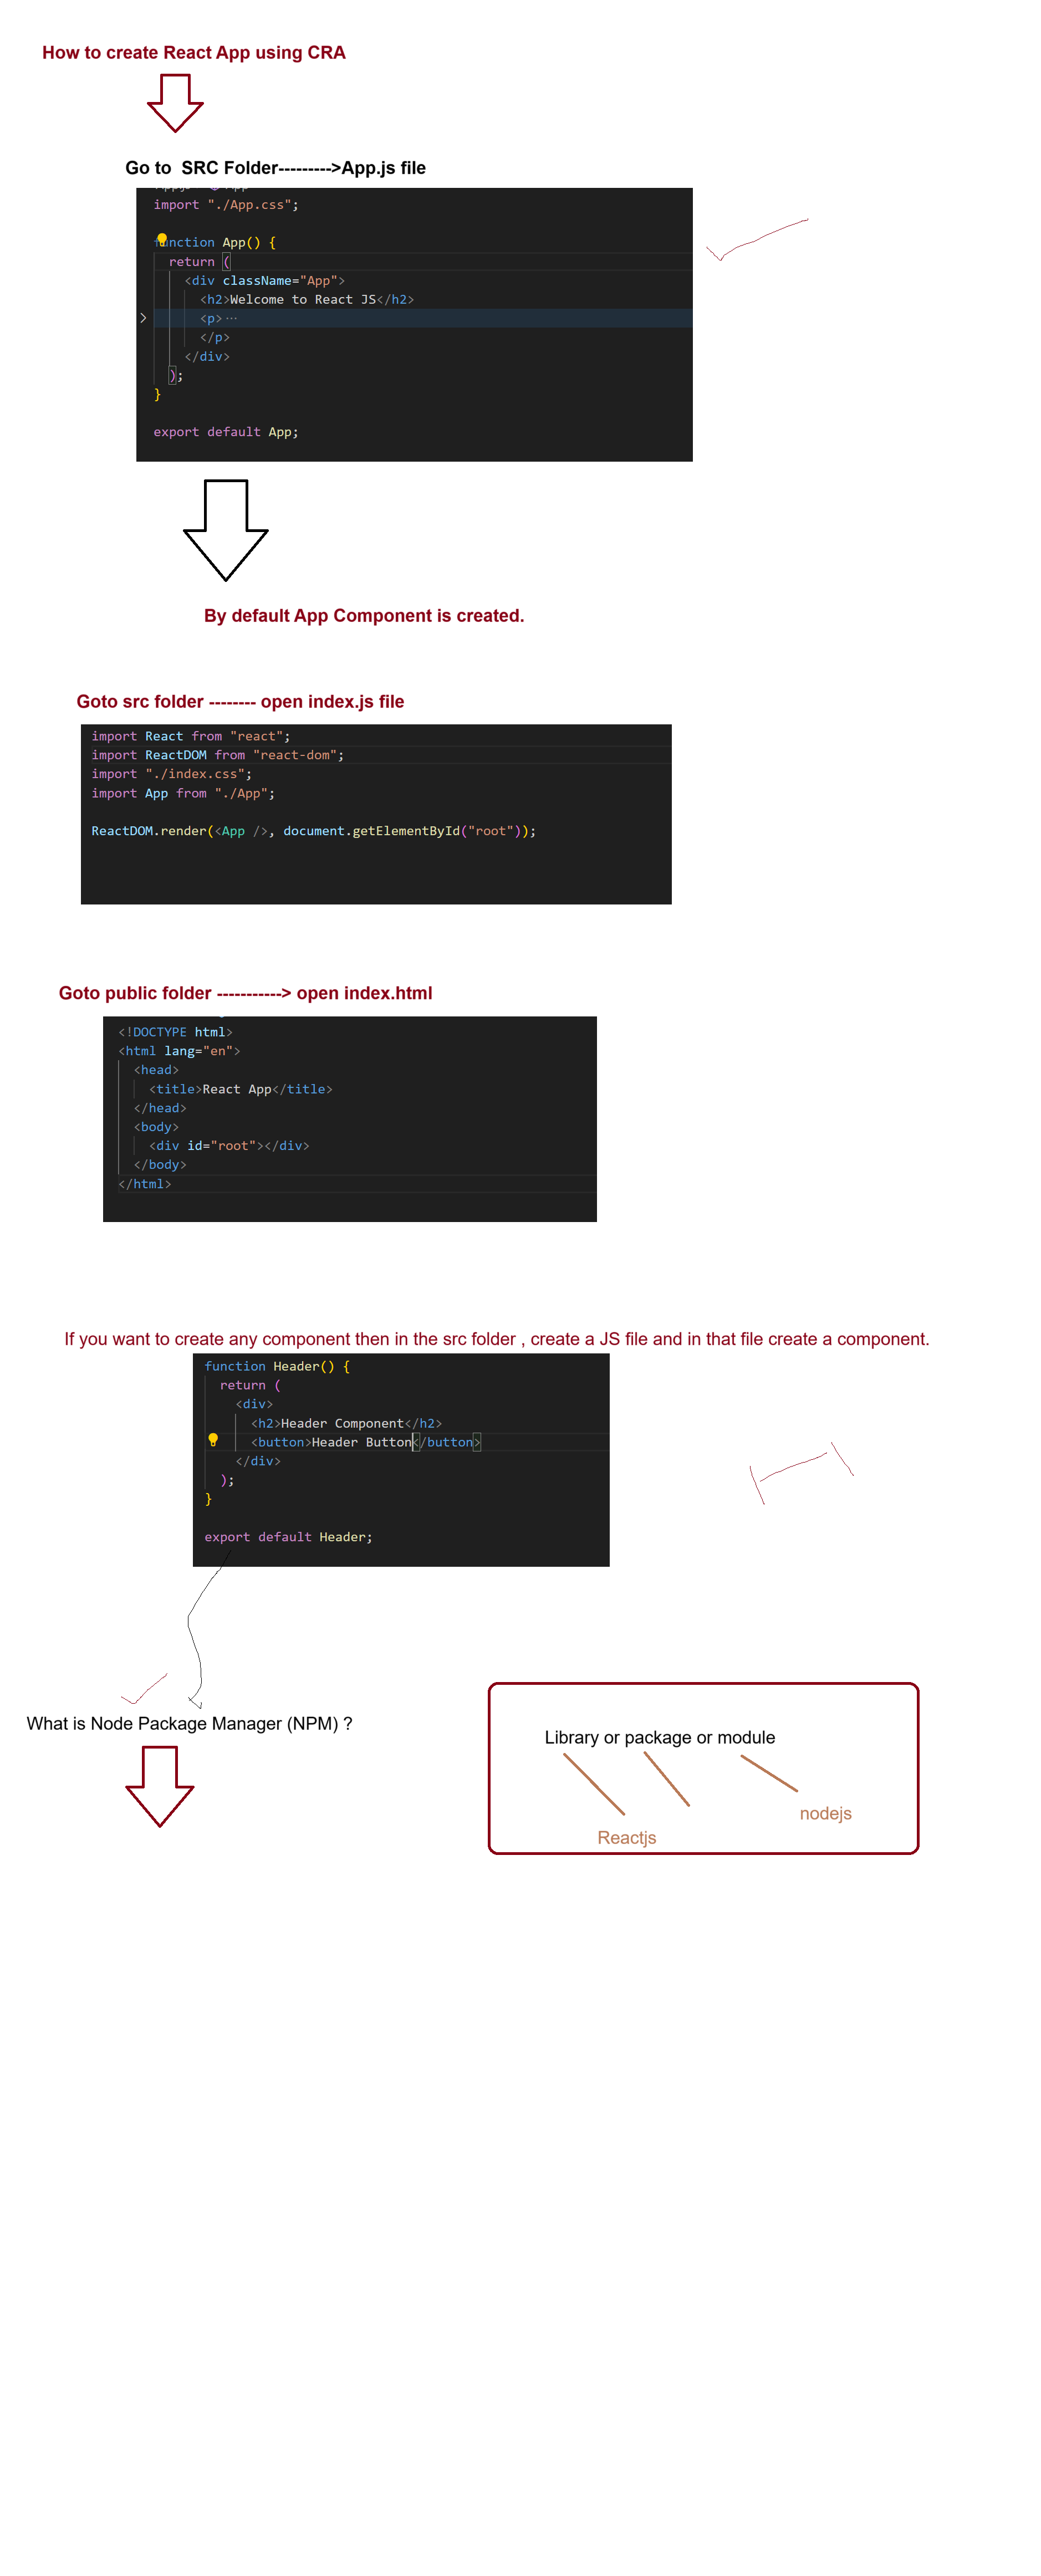 How to create React App using CRA
Go to  SRC Folder--------->App.js file
import "./App.css";
function App() {
return (
<div className="App">
<h2>Welcome to React JS</h2>
<p>···
</p>
</div>
);
}
export default App;
By default App Component is created.
Goto src folder -------- open index.js file
import React from "react";
import ReactDOM from "react-dom";
import "./index.css";
import App from "./App";
ReactDOM.render(<App />, document.getElementById("root"));
Goto public folder -----------> open index.html
<!DOCTYPE html>
<html lang="en">
<head>
<title>React App</title>
</head>
<body>
<div id="root"></div>
</body>
</html>
If you want to create any component then in the src folder , create a JS file and in that file create a component.
function Header() {
return (
<div>
<h2>Header Component</h2>
<button>Header Button</button>
</div>
);
}
export default Header;
What is Node Package Manager (NPM) ?
Library or package or module
nodejs
Reactjs